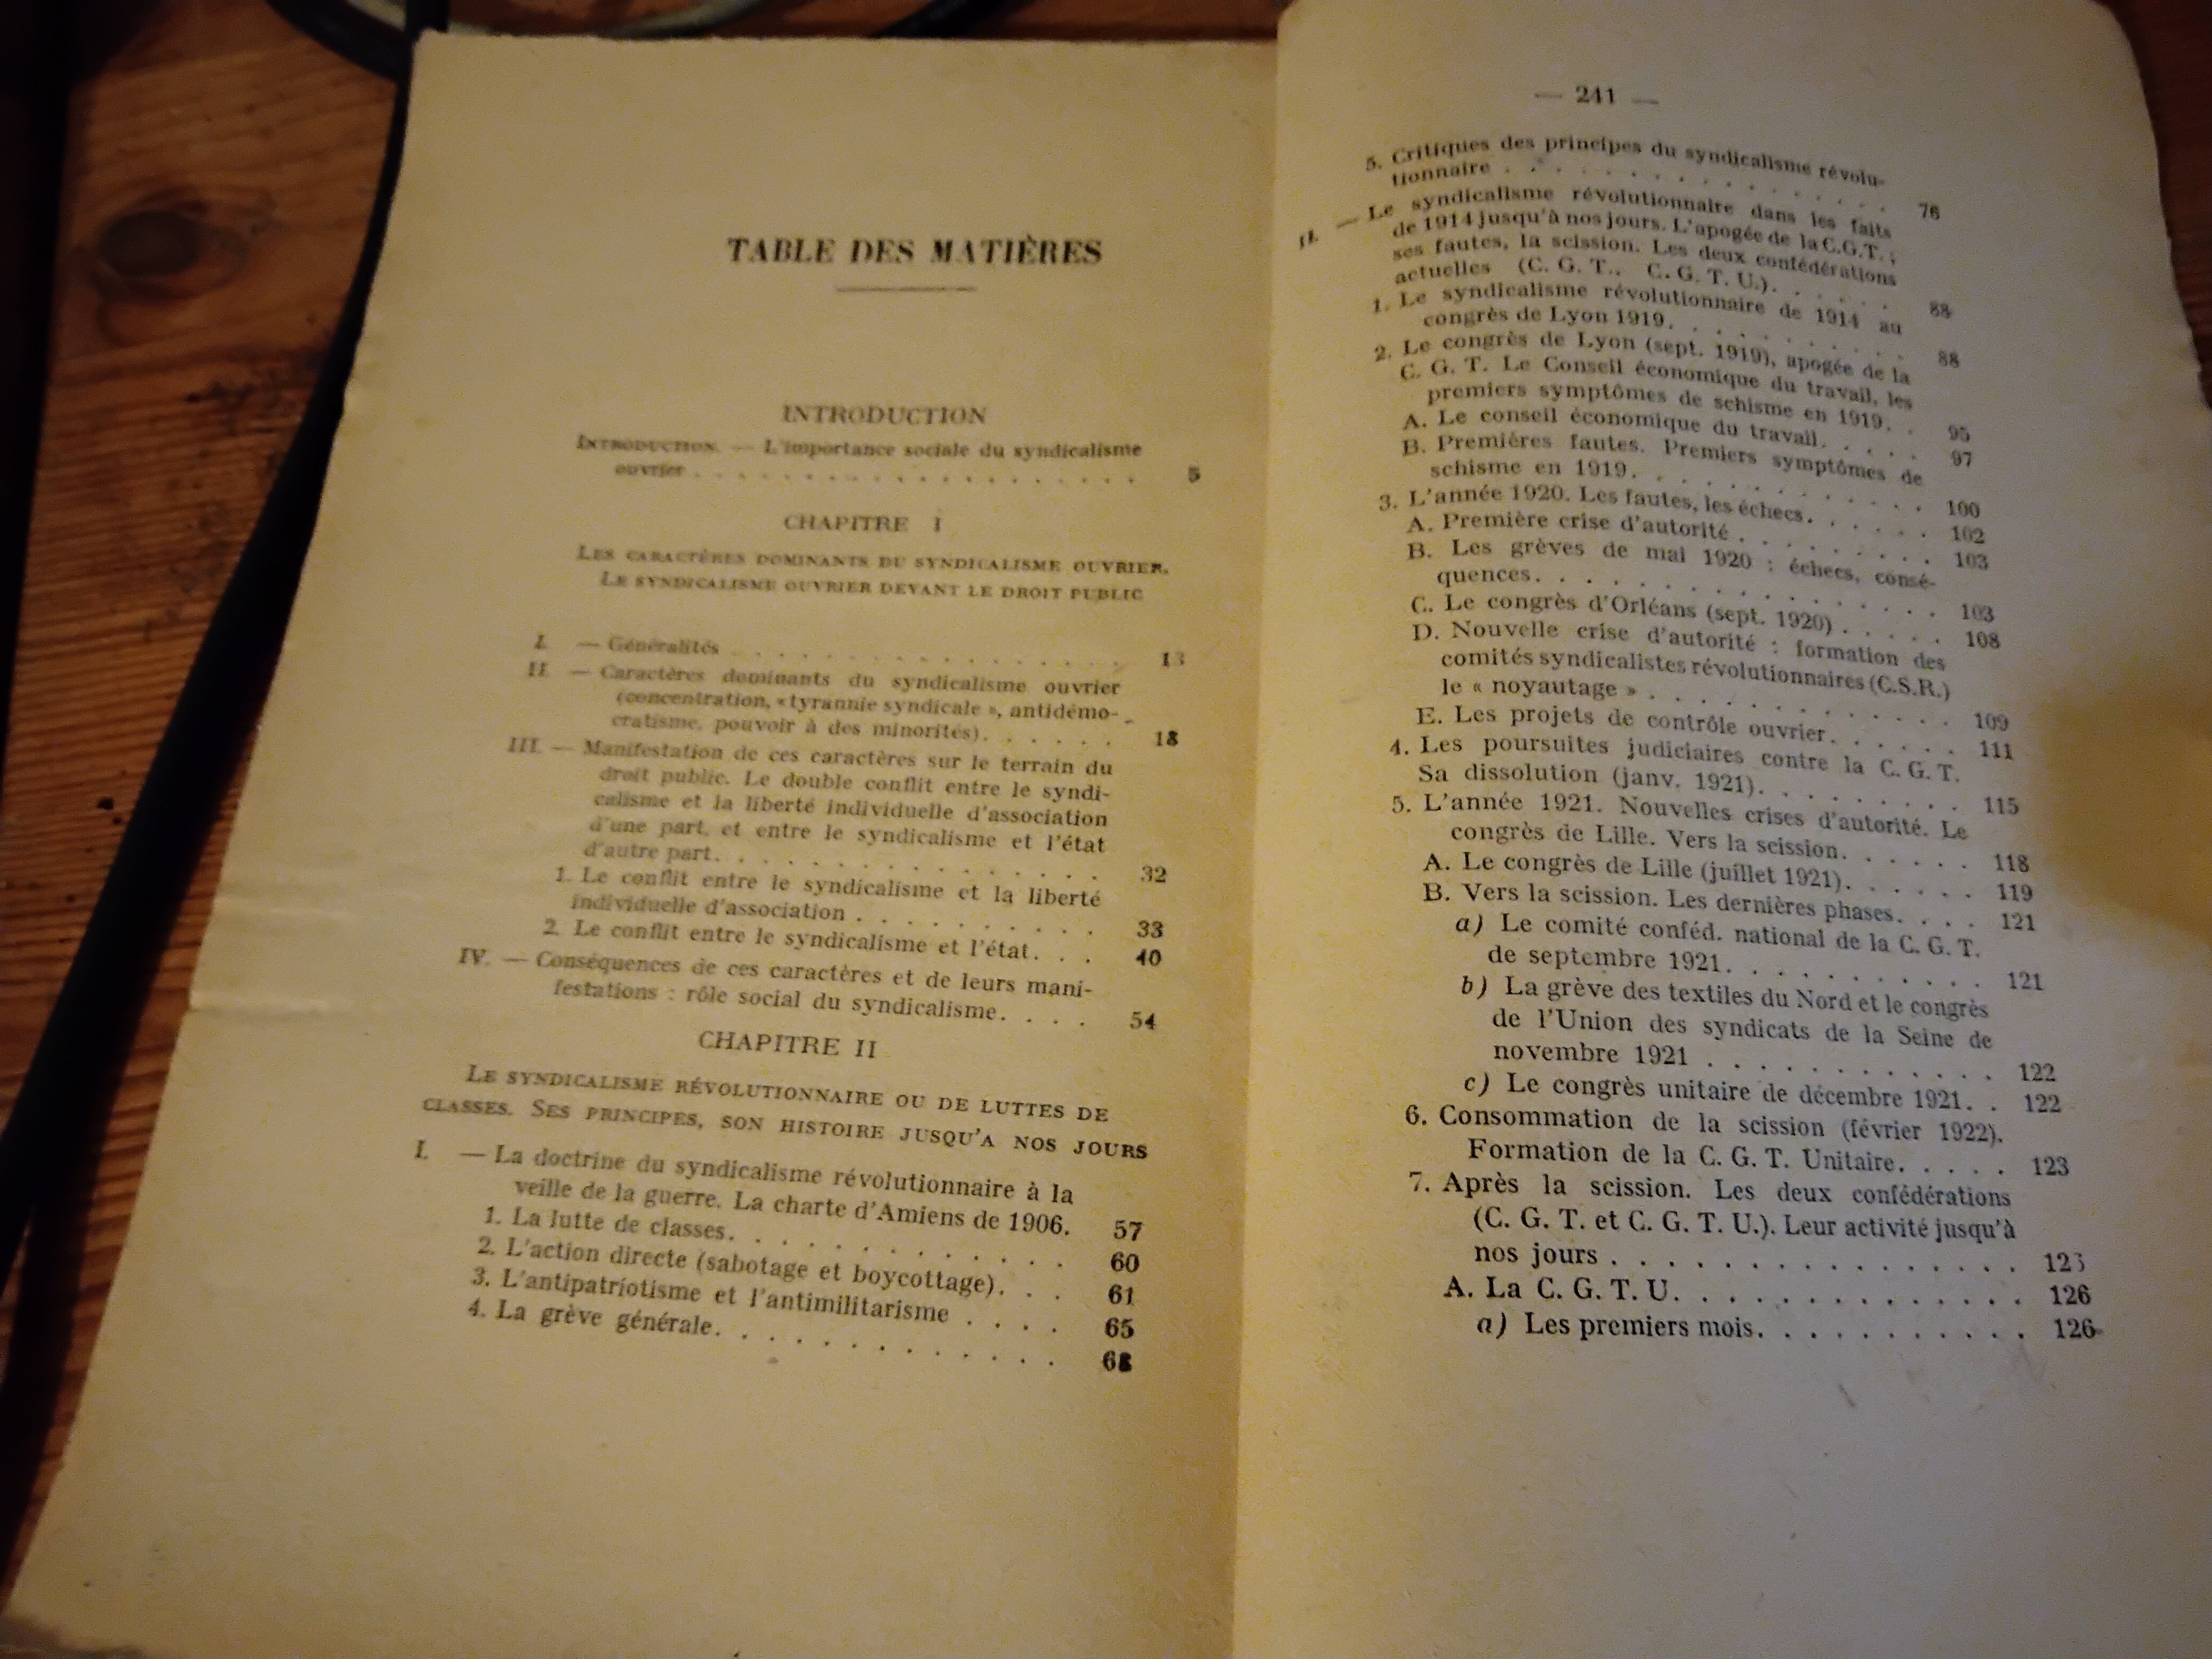 TABLE DES MATIÈRES
INTRODUCTION
INTRODUCTION. — L'importance sociale du syndicalisme
ouvrier . . . . . . . . . . . . . . . . . . . 5
CHAPITRE I
LES CARACTÈRES DOMINANTS DU SYNDICALISME OUVRIER.
LE SYNDICALISME OUVRIER DEVANT LE DROIT PUBLIC
I. — Généralités . . . . . . . . . . . . . . . . 13
II. — Caractères dominants du syndicalisme ouvrier
(concentration, « tyrannie syndicale », antidémo-
cratisme, pouvoir à des minorités). . . . . . 18
III. — Manifestation de ces caractères sur le terrain du
droit public. Le double conflit entre le syndi-
calisme et la liberté individuelle d'association
d'une part, et entre le syndicalisme et l'état
d'autre part. . . . . . . . . . . . . . 32
1. Le conflit entre le syndicalisme et la liberté
individuelle d'association . . . . . . . . . 33
2. Le conflit entre le syndicalisme et l'état. . . 40
IV. — Conséquences de ces caractères et de leurs mani-
festations : rôle social du syndicalisme. . . . 54
CHAPITRE II
LE SYNDICALISME RÉVOLUTIONNAIRE OU DE LUTTES DE
CLASSES. SES PRINCIPES, SON HISTOIRE JUSQU'A NOS JOURS
I. — La doctrine du syndicalisme révolutionnaire à la
veille de la guerre. La charte d'Amiens de 1906. 57
1. La lutte de classes. . . . . . . . . . . . 60
2. L'action directe (sabotage et boycottage). . . 61
3. L'antipatriotisme et l'antimilitarisme . . . . 65
4. La grève générale. . . . . . . . . . . . 68
— 241 —
5. Critiques des principes du syndicalisme révolu-
tionnaire . . . . . . . . . . . . . . 76
II. — Le syndicalisme révolutionnaire dans les faits
de 1914 jusqu'à nos jours. L'apogée de la C.G.T. ;
ses fautes, la scission. Les deux confédérations
actuelles (C. G. T., C. G. T. U.). . . . . . 88
1. Le syndicalisme révolutionnaire de 1914 au
congrès de Lyon 1919. . . . . . . . . . 88
2. Le congrès de Lyon (sept. 1919), apogée de la
C. G. T. Le Conseil économique du travail, les
premiers symptômes de schisme en 1919. . 95
A. Le conseil économique du travail. . . . . 97
B. Premières fautes. Premiers symptômes de
schisme en 1919. . . . . . . . . . . . 100
3. L'année 1920. Les fautes, les échecs. . . . . . 102
A. Première crise d'autorité . . . . . . . . . 103
B. Les grèves de mai 1920 : échecs, consé-
quences. . . . . . . . . . . . . . . . 103
C. Le congrès d'Orléans (sept. 1920) . . . . . 108
D. Nouvelle crise d'autorité : formation des
comités syndicalistes révolutionnaires (C.S.R.)
le « noyautage » . . . . . . . . . . . . . 109
E. Les projets de contrôle ouvrier. . . . . . 111
4. Les poursuites judiciaires contre la C. G. T.
Sa dissolution (janv. 1921). . . . . . . . . 115
5. L'année 1921. Nouvelles crises d'autorité. Le
congrès de Lille. Vers la scission. . . . . . 118
A. Le congrès de Lille (juillet 1921). . . . . . 119
B. Vers la scission. Les dernières phases. . . . 121
a) Le comité conféd. national de la C. G. T.
de septembre 1921. . . . . . . . . . . 121
b) La grève des textiles du Nord et le congrès
de l'Union des syndicats de la Seine de
novembre 1921 . . . . . . . . . . . . 122
c) Le congrès unitaire de décembre 1921. . 122
6. Consommation de la scission (février 1922).
Formation de la C. G. T. Unitaire. . . . . 123
7. Après la scission. Les deux confédérations
(C. G. T. et C. G. T. U.). Leur activité jusqu'à
nos jours . . . . . . . . . . . . . . . .
A. La C. G. T. U. . . . . . . . . . . . . . 126
a) Les premiers mois. . . . . . . . . . . 126